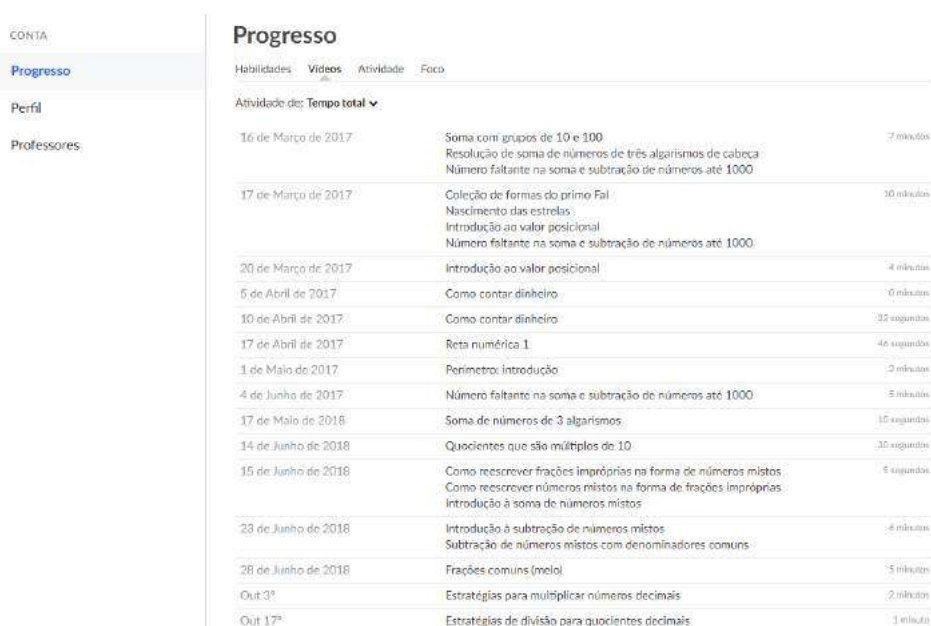 CONTA
Progresso
Perfil
Professores
Progresso
Habilidades Vídeos Atividade Foco
Atividade de: Tempo total
16 de Março de 2017 Soma com grupos de 10 e 100 7 minutos
Resolução de soma de números de três algarismos de cabeça
Número faltante na soma e subtração de números até 1000
17 de Março de 2017 Coleção de formas do primo Fal 10 minutos
Nascimento das estrelas
Introdução ao valor posicional
Número faltante na soma e subtração de números até 1000
20 de Março de 2017 Introdução ao valor posicional 4 minutos
5 de Abril de 2017 Como contar dinheiro 0 minutos
10 de Abril de 2017 Como contar dinheiro 22 segundos
17 de Abril de 2017 Reta numérica 1 segundos
1 de Maio de 2017 Perímetro: introdução 2 minutos
4 de Junho de 2017 Número faltante na soma e subtração de números até 1000 5 minutos
17 de Maio de 2018 Soma de números de 3 algarismos 10 segundos
14 de Junho de 2018 Quocientes que são múltiplos de 10 30 segundos
15 de Junho de 2018 Como reescrever frações impróprias na forma de números mistos 5 segundos
Como reescrever números mistos na forma de frações impróprias
Introdução à soma de números mistos
23 de Junho de 2018 Introdução à subtração de números mistos minutos
Subtração de números mistos com denominadores comuns
28 de Junho de 2018 Frações comuns (meio) 5 minutos
Out 3º Estratégias para multiplicar números decimais 2 minutos
Out 17º Estratégias de divisão para quocientes decimais 1 minuto